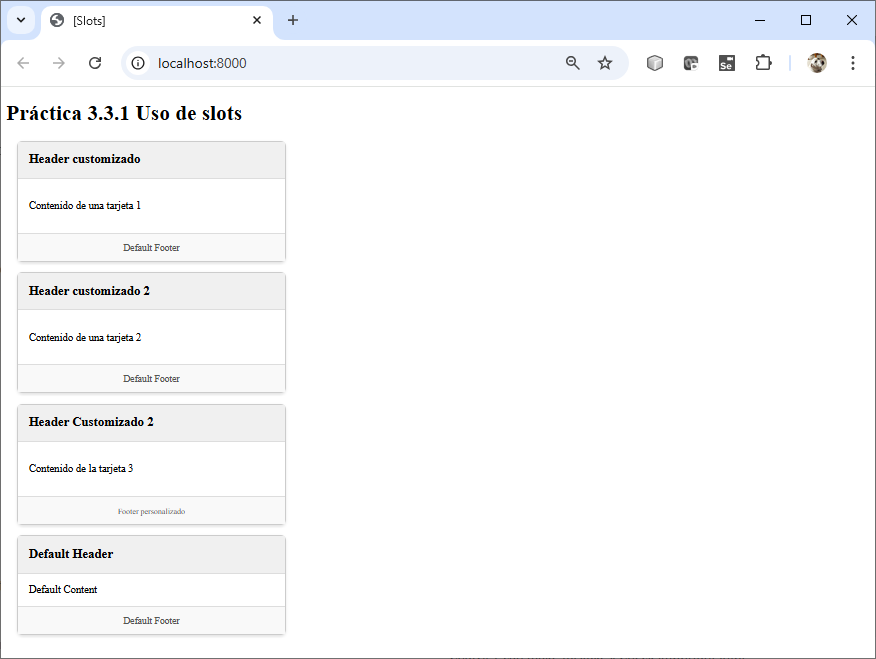 [Slots]
localhost:8000
Se
Práctica 3.3.1 Uso de slots
Header customizado
Contenido de una tarjeta 1
Default Footer
Header customizado 2
Contenido de una tarjeta 2
Default Footer
Header Customizado 2
Contenido de la tarjeta 3
Footer personalizado
Default Header
Default Content
Default Footer